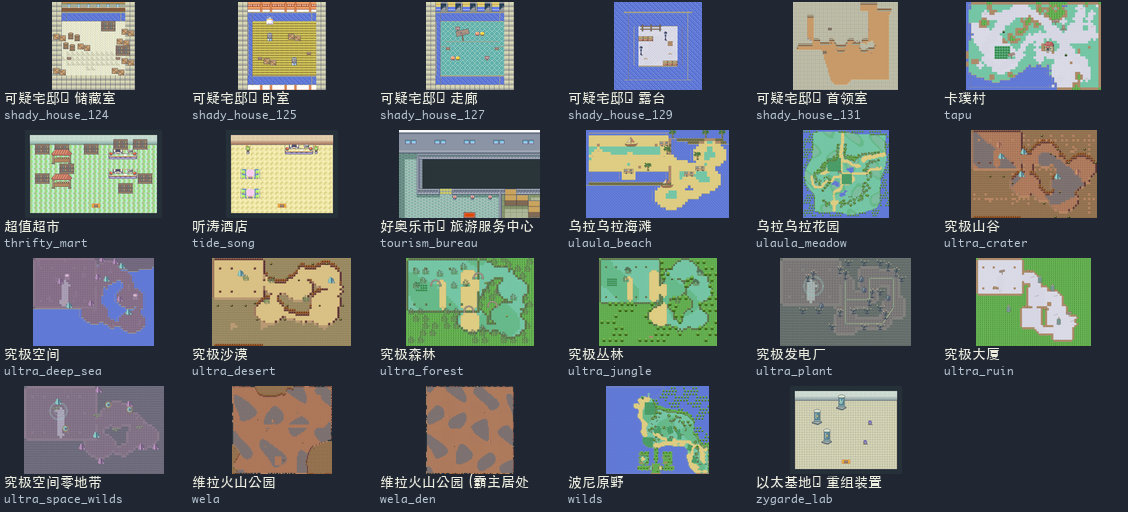 可疑宅邸 储藏室
shady_house_124
可疑宅邸 卧室
shady_house_125
可疑宅邸 走廊
shady_house_127
可疑宅邸 露台
shady_house_129
可疑宅邸 首领室
shady_house_131
卡璞村
tapu
超值超市
thrifty_mart
听涛酒店
tide_song
好奥乐市 旅游服务中心
tourism_bureau
乌拉乌拉海滩
ulaula_beach
乌拉乌拉花园
ulaula_meadow
究极山谷
ultra_crater
究极空间
ultra_deep_sea
究极沙漠
ultra_desert
究极森林
ultra_forest
究极丛林
ultra_jungle
究极发电厂
ultra_plant
究极大厦
ultra_ruin
究极空间零地带
ultra_space_wilds
维拉火山公园
wela
维拉火山公园 (霸主居处
wela_den
波尼原野
wilds
以太基地 重组装置
zygarde_lab